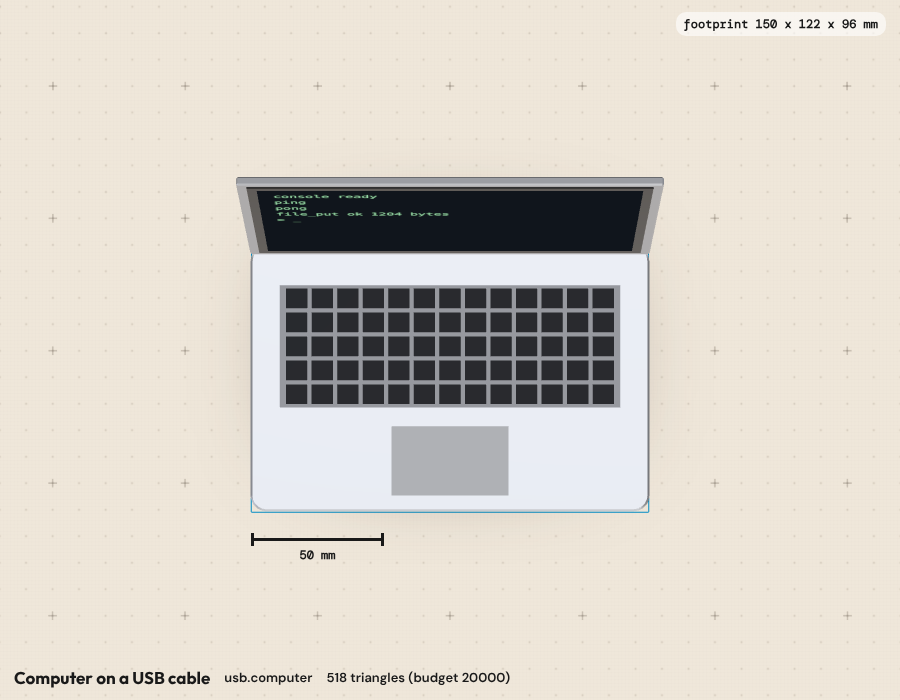 footprint 150 x 122 x 96 mm
console ready
ping
pong
file_put ok 1204 bytes
50 mm
Computer on a USB cable usb.computer 518 triangles (budget 20000)